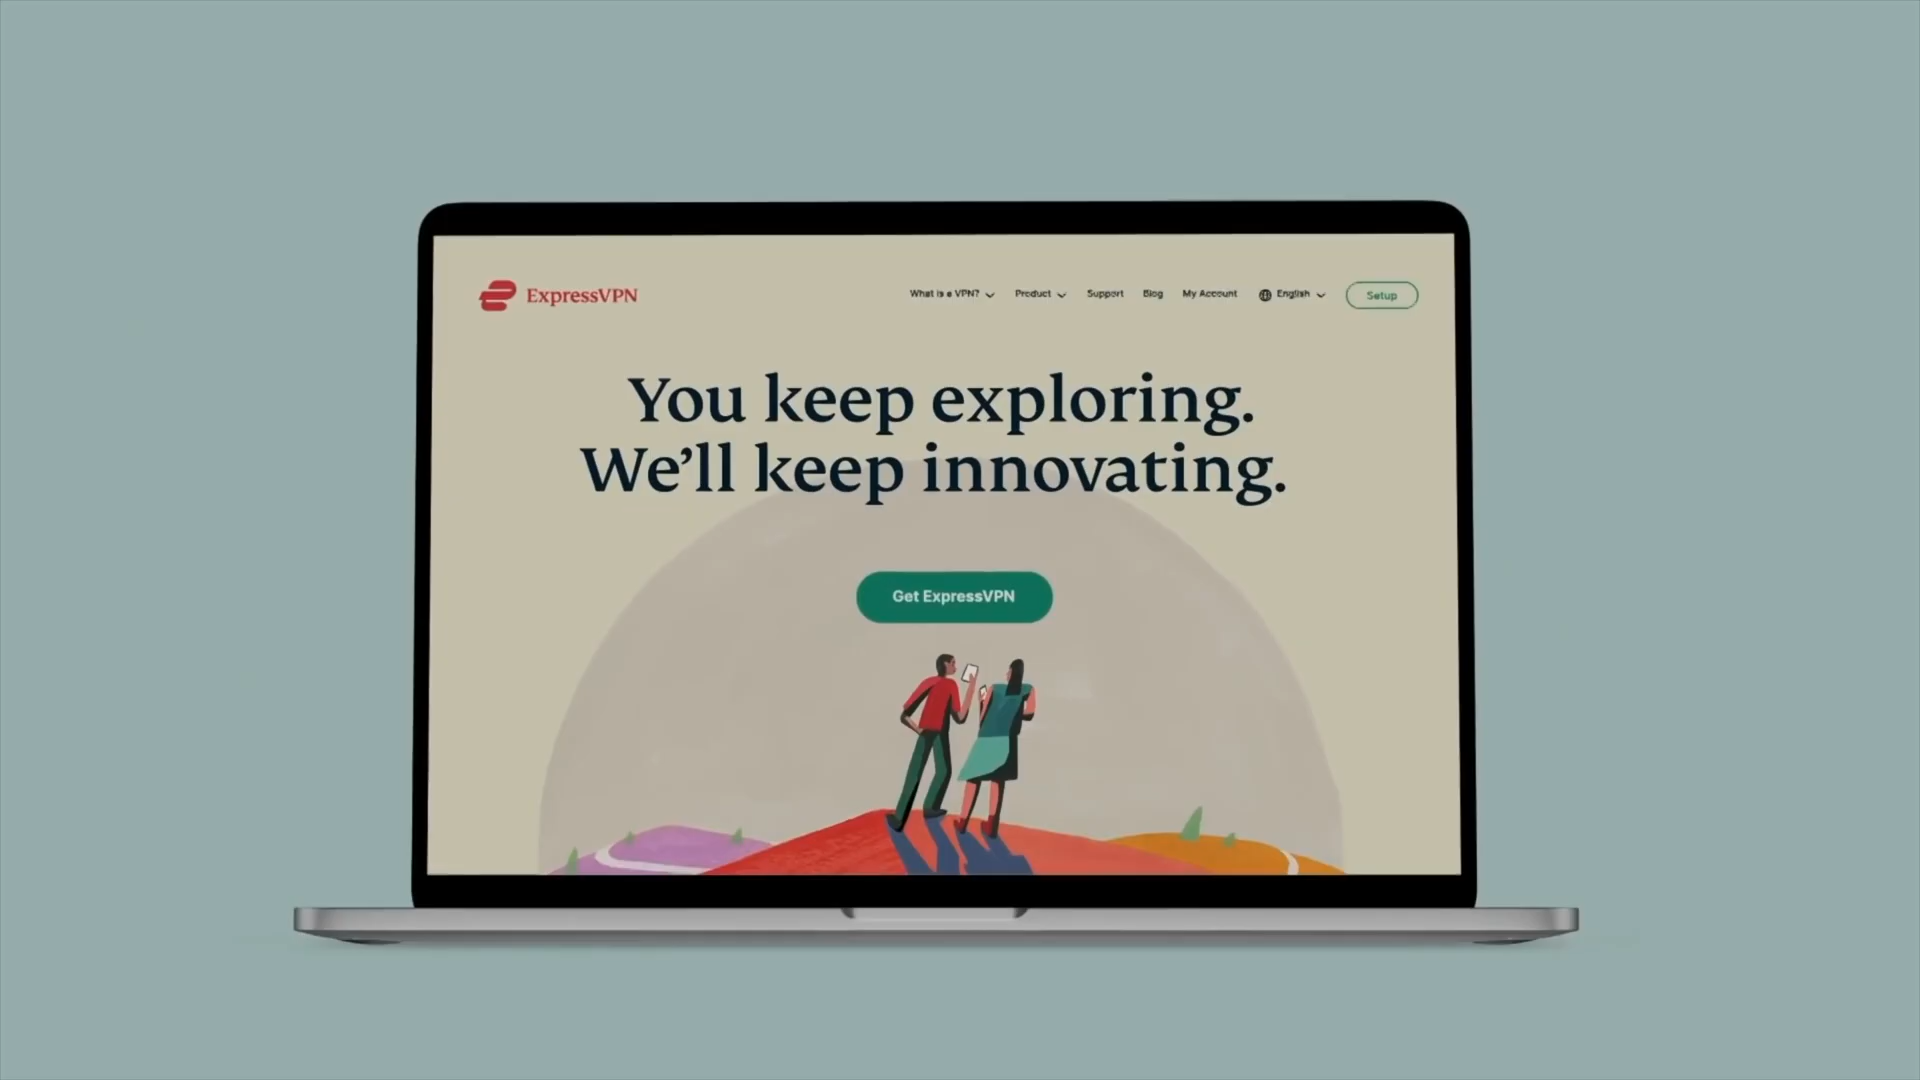 ExpressVPN
What is a VPN? Product Support Blog My Account English Setup
You keep exploring.
We'll keep innovating.
Get ExpressVPN